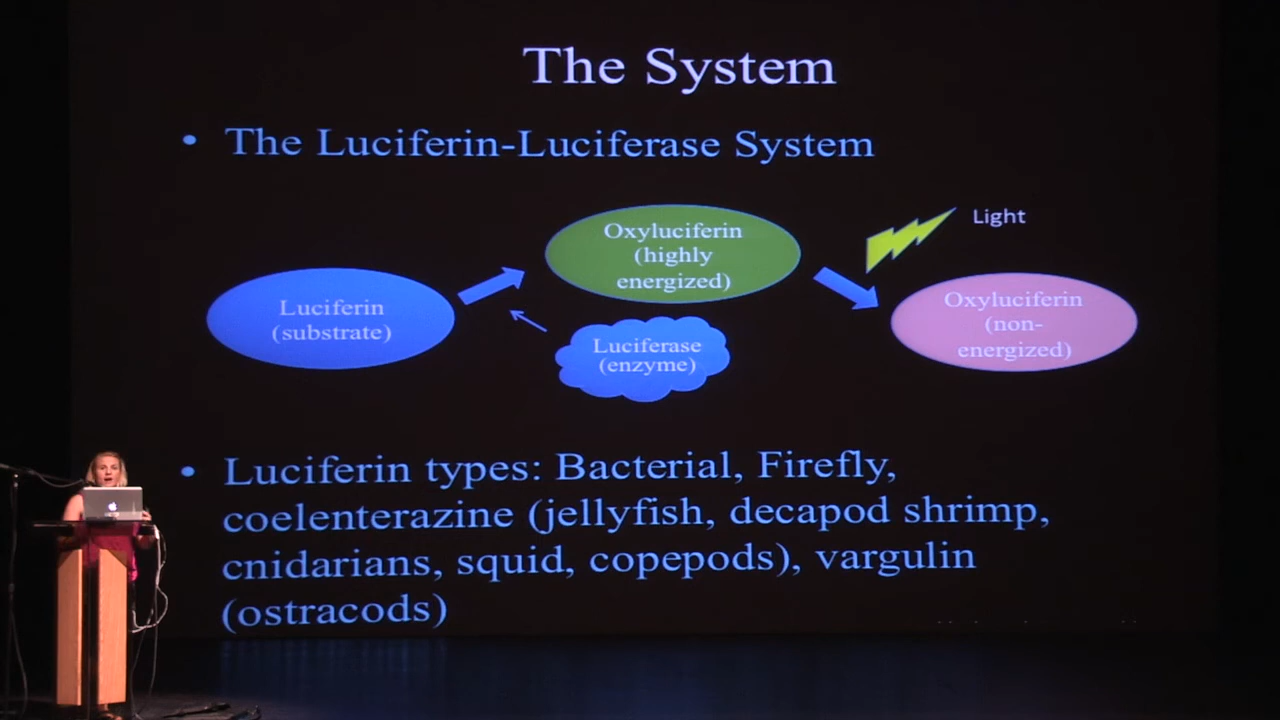 The System
• The Luciferin-Luciferase System
Oxyluciferin
(highly
energized)
Light
Luciferin
(substrate)
Luciferase
(enzyme)
Oxyluciferin
(non-
energized)
• Luciferin types: Bacterial, Firefly,
coelenterazine (jellyfish, decapod shrimp,
cnidarians, squid, copepods), vargulin
(ostracods)